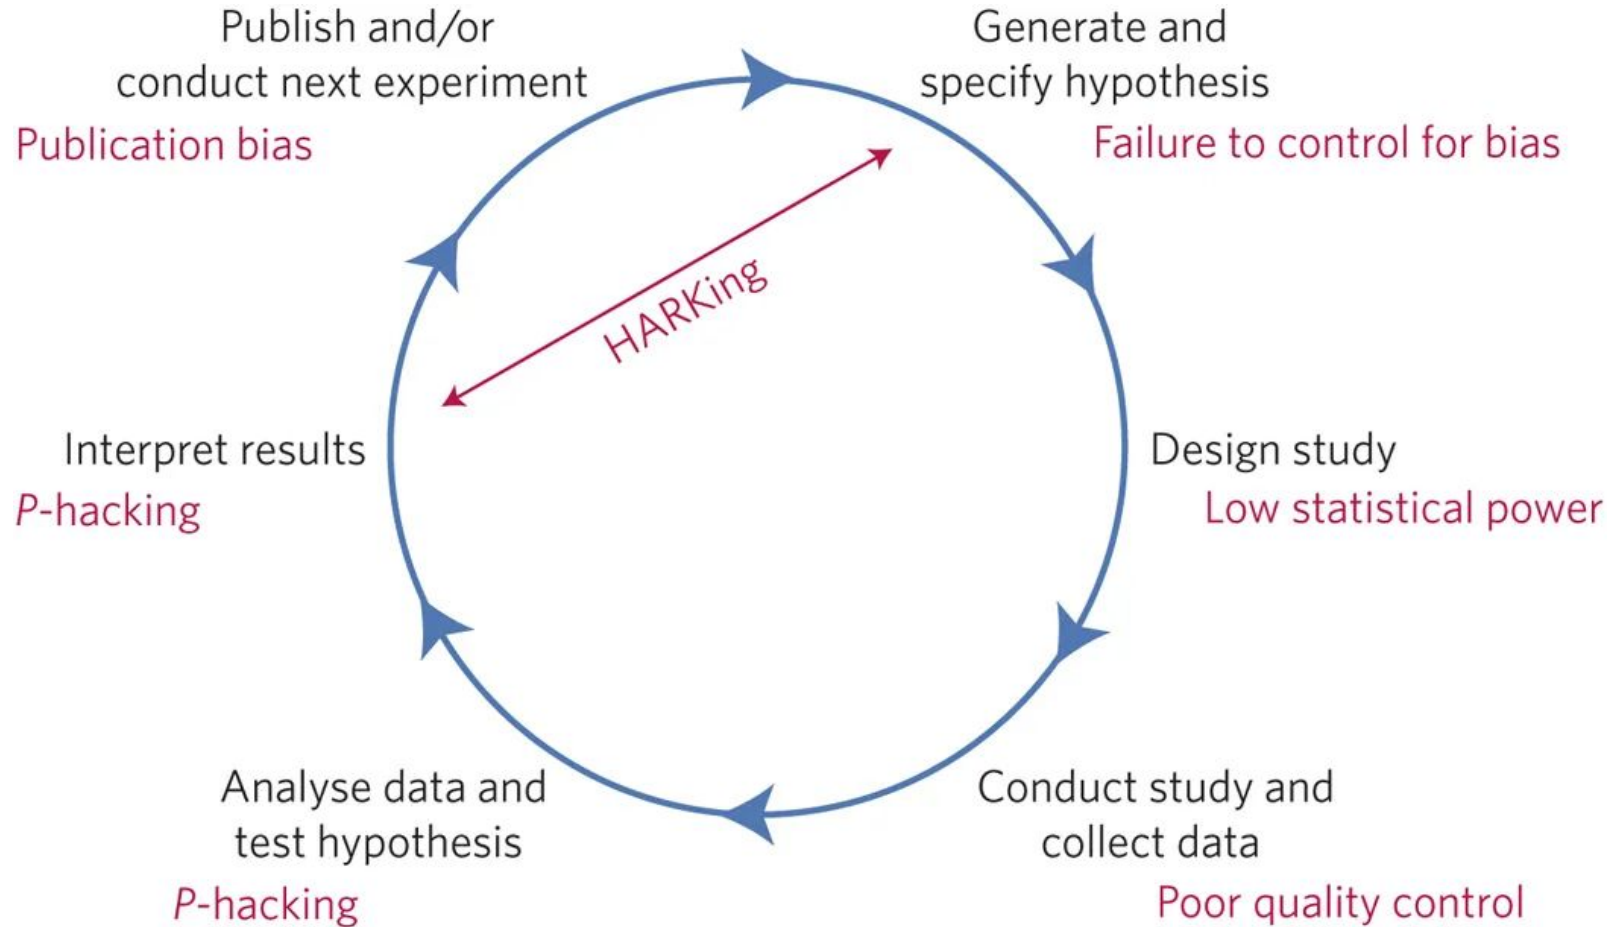 Publish and/or
conduct next experiment
Publication bias
Generate and
specify hypothesis
Failure to control for bias
HARKing
Interpret results
P-hacking
Design study
Low statistical power
Analyse data and
test hypothesis
P-hacking
Conduct study and
collect data
Poor quality control